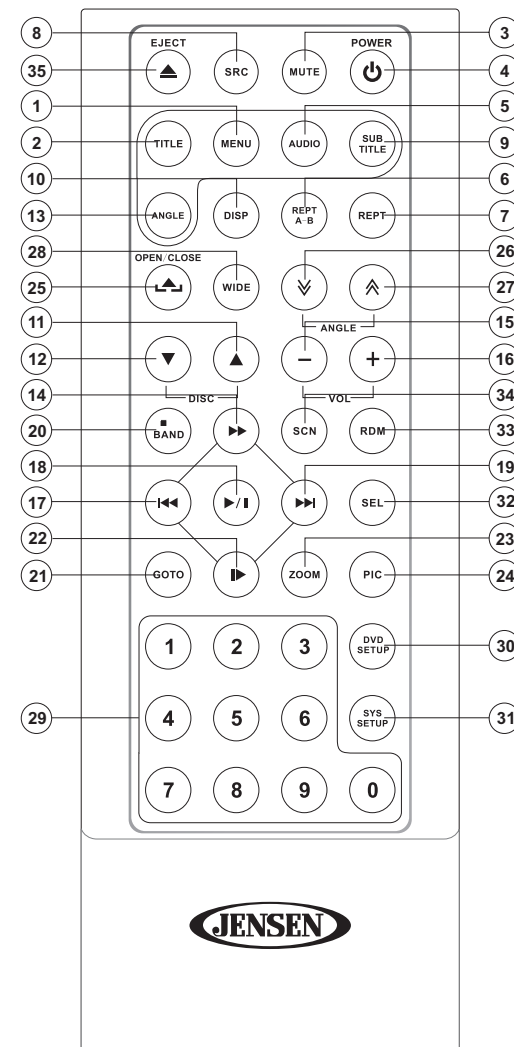 8
3
EJECT
POWER
35
SRC
MUTE
4
1
5
2
TITLE
MENU
AUDIO
SUB
TITLE
9
10
6
13
ANGLE
DISP
REPT
A-B
REPT
7
28
OPEN/CLOSE
26
25
WIDE
27
11
ANGLE
15
12
−
+
16
14
DISC
VOL
34
20
BAND
SCN
RDM
33
18
19
17
SEL
32
22
23
21
GOTO
ZOOM
PIC
24
1
2
3
DVD
SETUP
30
29
4
5
6
SYS
SETUP
31
7
8
9
0
JENSEN